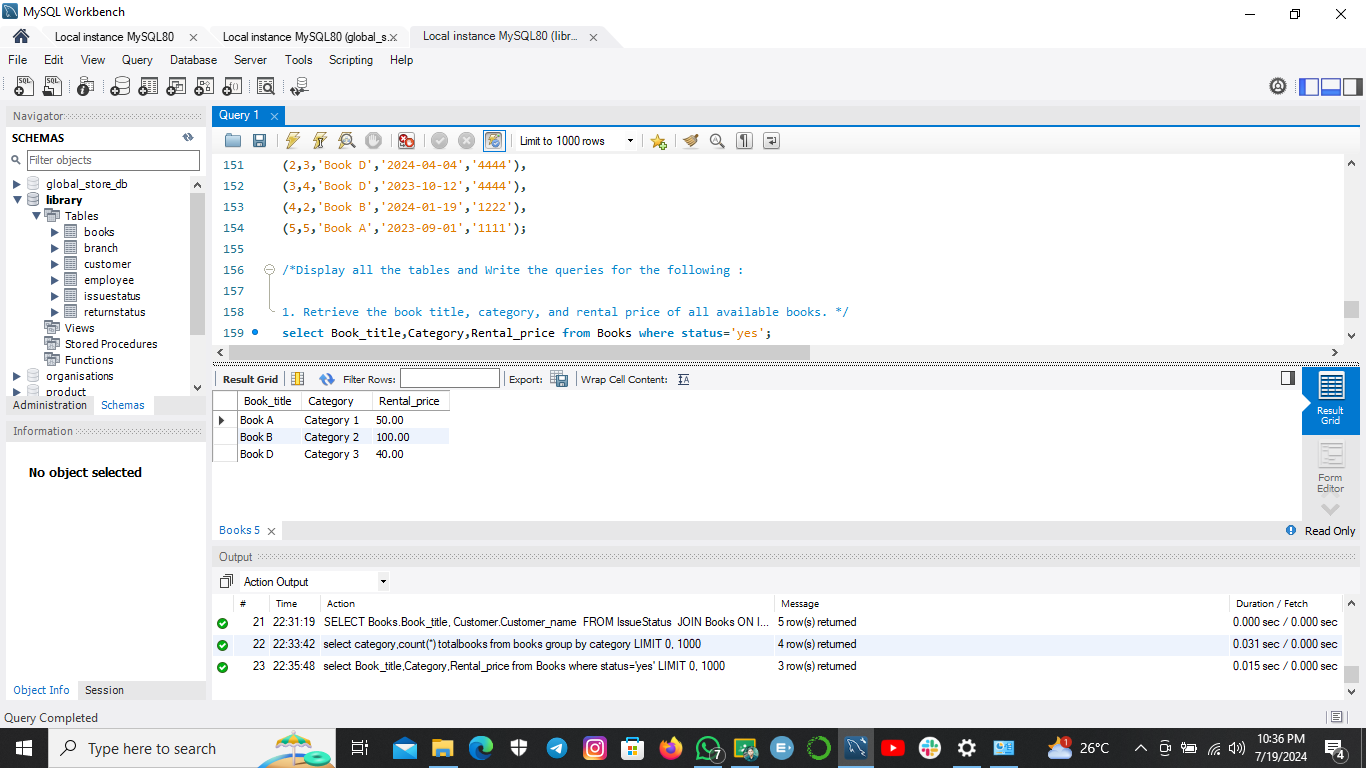 MySQL Workbench
Local instance MySQL80
Local instance MySQL80 (global_s...
Local instance MySQL80 (libr...
File Edit View Query Database Server Tools Scripting Help
Navigator
SCHEMAS
Filter objects
global_store_db
library
Tables
books
branch
customer
employee
issuestatus
returnstatus
Views
Stored Procedures
Functions
organisations
product
Administration Schemas
Information
No object selected
Object Info Session
Query 1
Limit to 1000 rows
151 (2,3,'Book D','2024-04-04','4444'),
152 (3,4,'Book D','2023-10-12','4444'),
153 (4,2,'Book B','2024-01-19','1222'),
154 (5,5,'Book A','2023-09-01','1111');
155
156 /*Display all the tables and Write the queries for the following :
157
158 1. Retrieve the book title, category, and rental price of all available books. */
159 select Book_title,Category,Rental_price from Books where status='yes';
Result Grid Filter Rows: Export: Wrap Cell Content:
Book_title Category Rental_price
Book A Category 1 50.00
Book B Category 2 100.00
Book D Category 3 40.00
Result
Grid
Form
Editor
Books 5
Read Only
Output
Action Output
# Time Action Message Duration / Fetch
21 22:31:19 SELECT Books.Book_title, Customer.Customer_name FROM IssueStatus JOIN Books ON I... 5 row(s) returned 0.000 sec / 0.000 sec
22 22:33:42 select category,count(*) totalbooks from books group by category LIMIT 0, 1000 4 row(s) returned 0.031 sec / 0.000 sec
23 22:35:48 select Book_title,Category,Rental_price from Books where status='yes' LIMIT 0, 1000 3 row(s) returned 0.015 sec / 0.000 sec
Query Completed
Type here to search
7
1
26°C
10:36 PM
7/19/2024
4